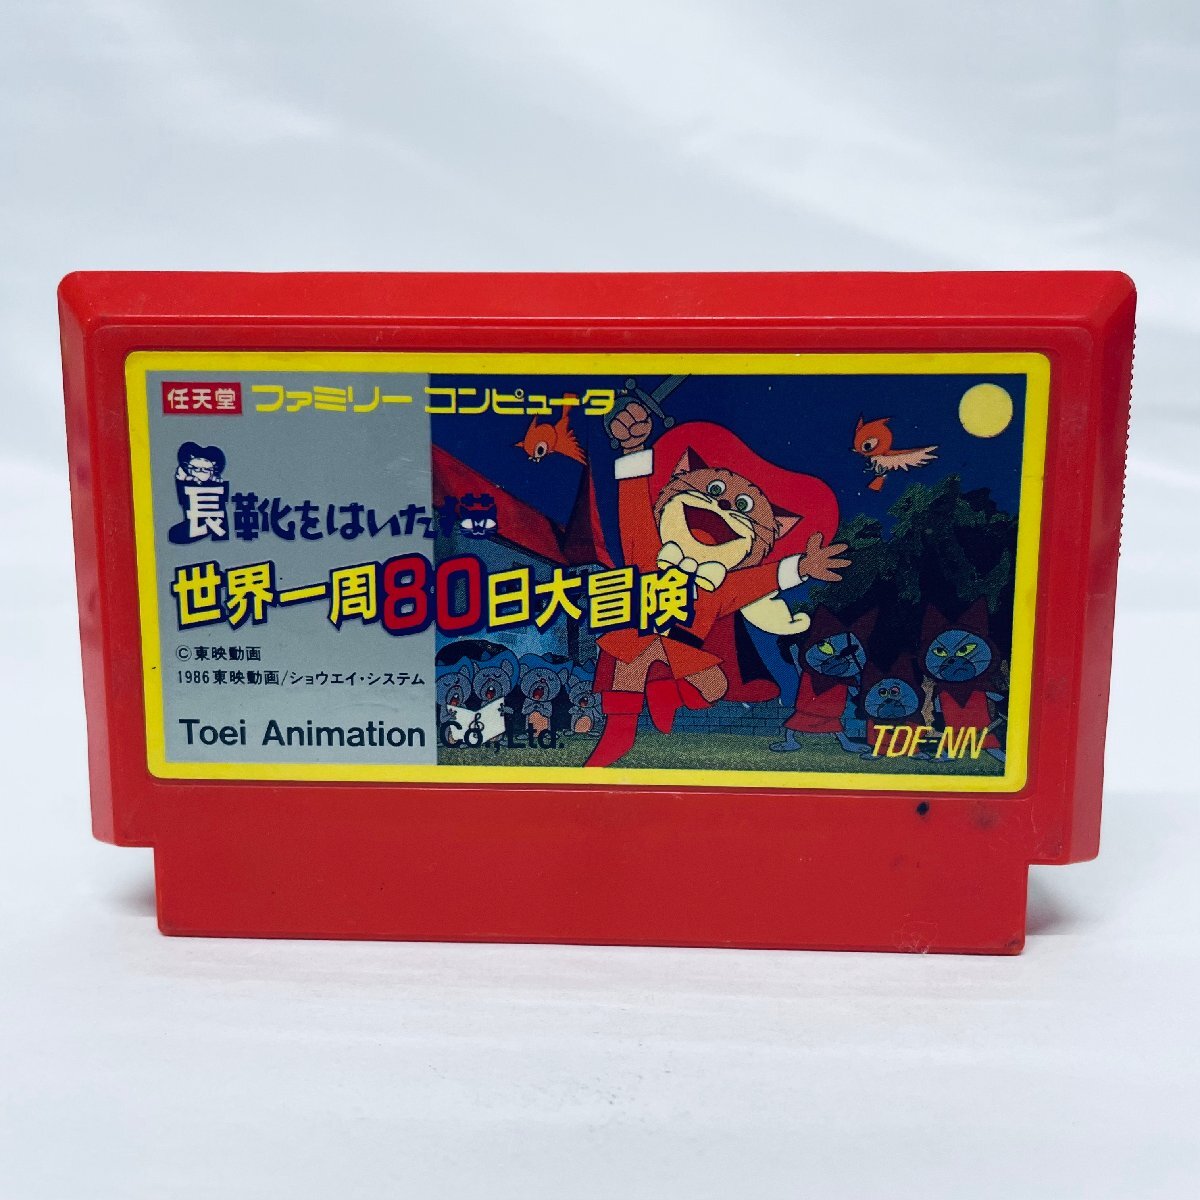 任天堂 ファミリー コンピュータ
長靴をはいた猫
世界一周80日大冒険
©東映動画
1986 東映動画/ショウエイ・システム
Toei Animation Co., Ltd.
TDF-NN